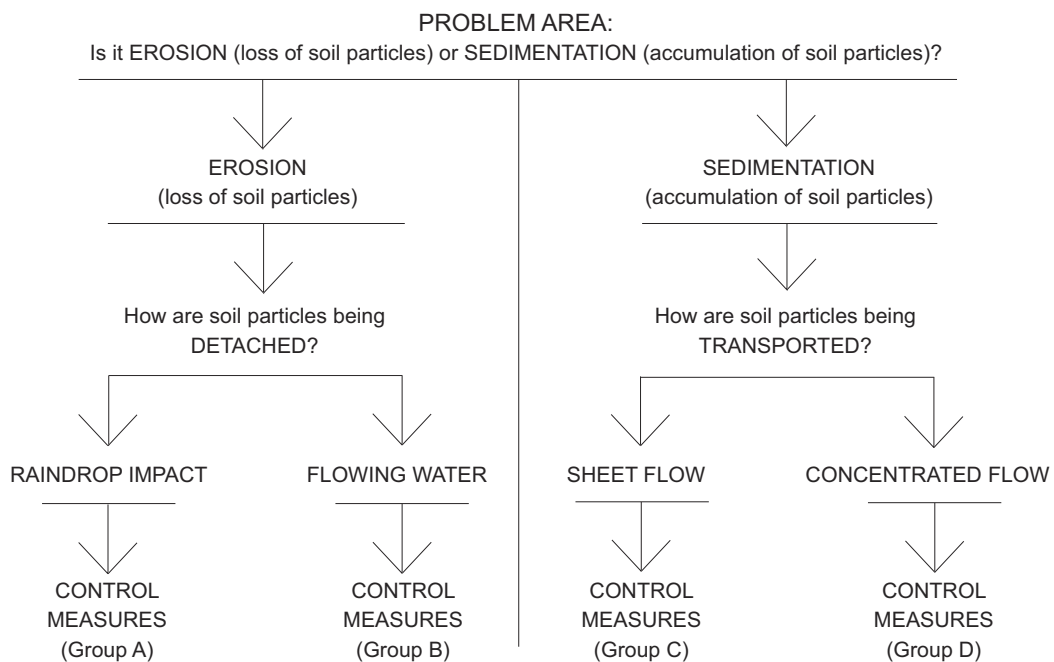 PROBLEM AREA:
Is it EROSION (loss of soil particles) or SEDIMENTATION (accumulation of soil particles)?
EROSION
(loss of soil particles)
How are soil particles being
DETACHED?
RAINDROP IMPACT
CONTROL
MEASURES
(Group A)
FLOWING WATER
CONTROL
MEASURES
(Group B)
SEDIMENTATION
(accumulation of soil particles)
How are soil particles being
TRANSPORTED?
SHEET FLOW
CONTROL
MEASURES
(Group C)
CONCENTRATED FLOW
CONTROL
MEASURES
(Group D)